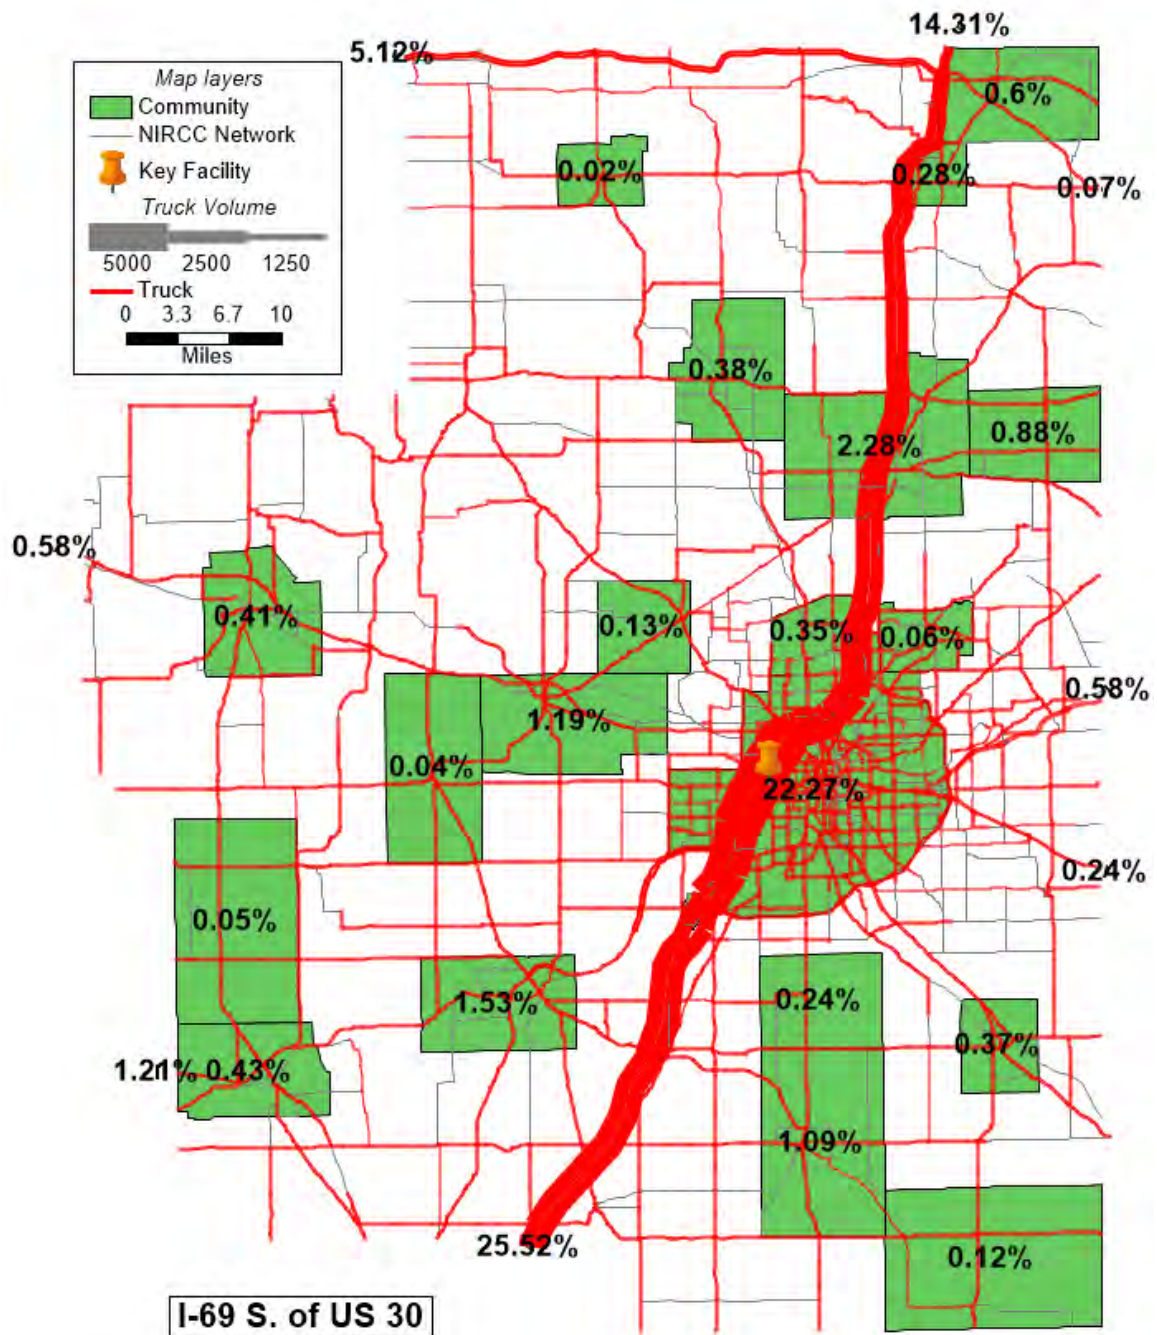 14.31%
5.12%
Map layers
Community
NIRCC Network
Key Facility
Truck Volume
5000 2500 1250
Truck
0 3.3 6.7 10
Miles
0.6%
0.02%
0.28%
0.07%
0.38%
2.28%
0.88%
0.58%
0.41%
0.13%
0.35%
0.06%
0.58%
1.19%
0.04%
22.27%
0.24%
0.05%
1.53%
0.24%
0.37%
1.21% 0.43%
1.09%
25.52%
0.12%
I-69 S. of US 30